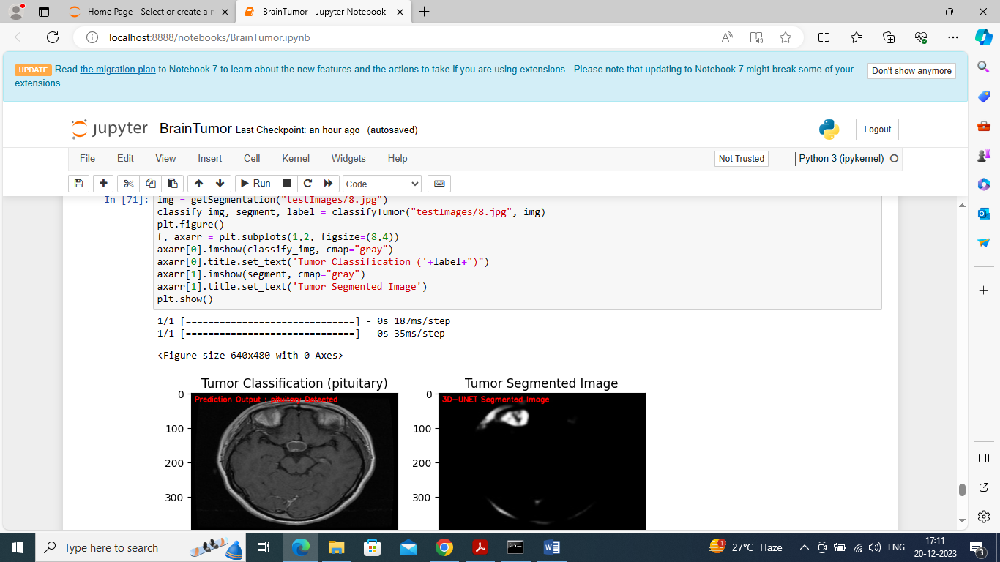 Home Page - Select or create a n
BrainTumor - Jupyter Notebook
localhost:8888/notebooks/BrainTumor.ipynb
UPDATE Read the migration plan to Notebook 7 to learn about the new features and the actions to take if you are using extensions - Please note that updating to Notebook 7 might break some of your
extensions.
Don't show anymore
jupyter BrainTumor Last Checkpoint: an hour ago (autosaved)
Logout
File Edit View Insert Cell Kernel Widgets Help
Not Trusted
Python 3 (ipykernel)
Run
Code
In [71]: img = getSegmentation("testImages/8.jpg")
classify_img, segment, label = classifyTumor("testImages/8.jpg", img)
plt.figure()
f, axarr = plt.subplots(1,2, figsize=(8,4))
axarr[0].imshow(classify_img, cmap="gray")
axarr[0].title.set_text('Tumor Classification ('+label+")")
axarr[1].imshow(segment, cmap="gray")
axarr[1].title.set_text('Tumor Segmented Image')
plt.show()
1/1 [==============================] - 0s 187ms/step
1/1 [==============================] - 0s 35ms/step
<Figure size 640x480 with 0 Axes>
Tumor Classification (pituitary)
0
Prediction Output : pituitary Detected
100
200
300
Tumor Segmented Image
0
3D-UNET Segmented Image
100
200
300
Type here to search
1
27°C Haze
ENG
17:11
20-12-2023
3